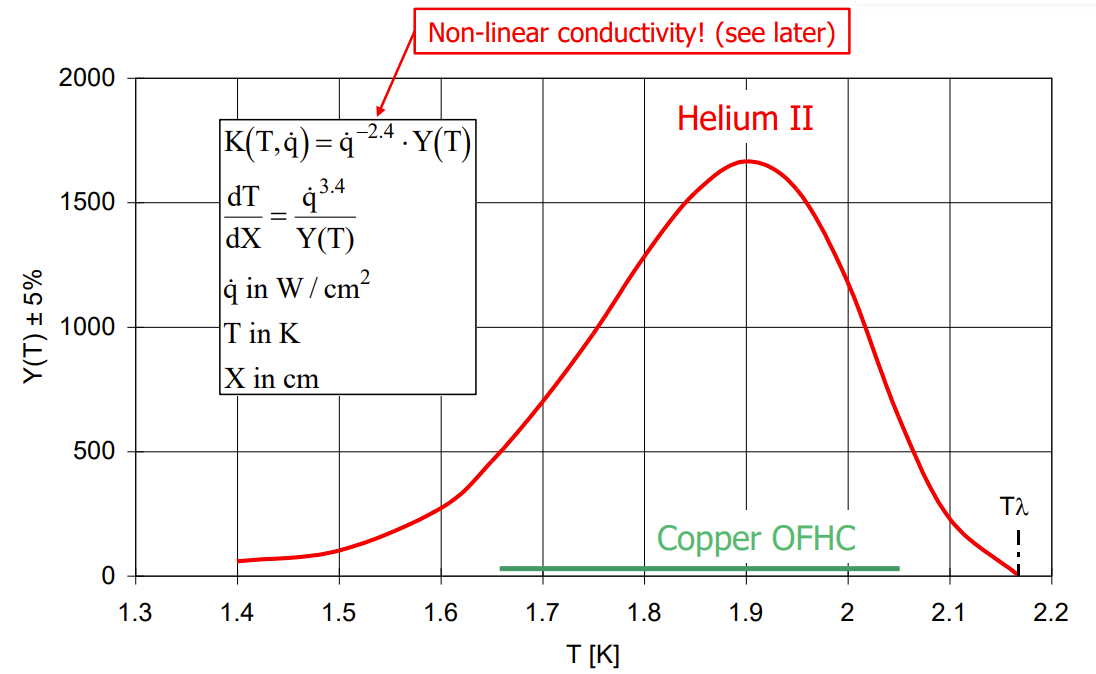 Non-linear conductivity! (see later)
2000
1500
1000
500
0
Y(T) ± 5%
K(T,q̇) = q̇^−2.4 · Y(T)
dT/dX = q̇^3.4/Y(T)
q̇ in W / cm²
T in K
X in cm
Helium II
Copper OFHC
Tλ
1.3 1.4 1.5 1.6 1.7 1.8 1.9 2 2.1 2.2
T [K]